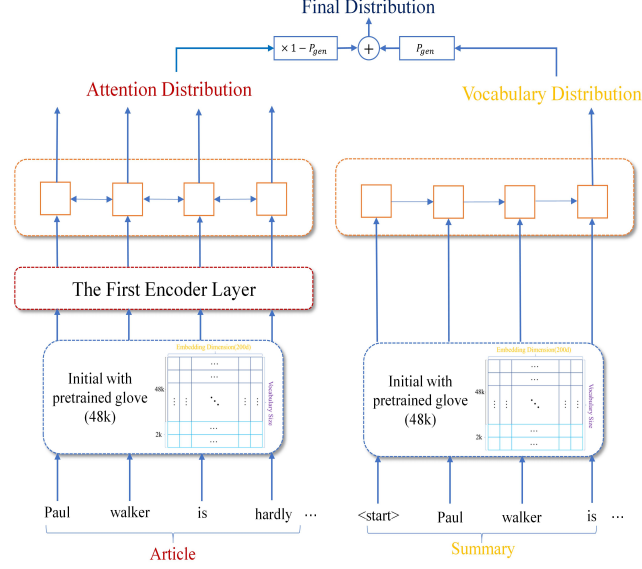 Final Distribution
× 1 − P_gen
+
P_gen
Attention Distribution
Vocabulary Distribution
The First Encoder Layer
Embedding Dimension(200d)
Initial with
pretrained glove
(48k)
48k
2k
...
...
...
...
Vocabulary Size
Embedding Dimension(200d)
Initial with
pretrained glove
(48k)
48k
2k
...
...
...
...
Vocabulary Size
Paul walker is hardly ...
<start> Paul walker is ...
Article
Summary